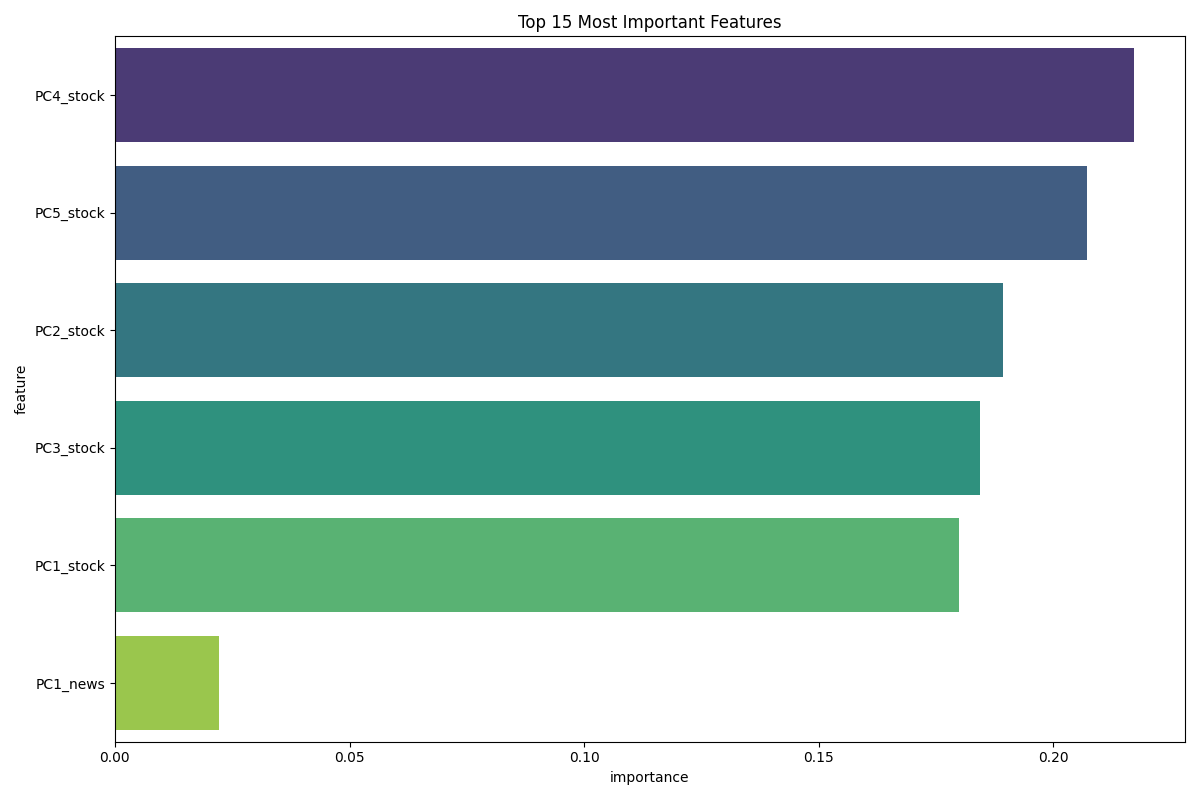 Top 15 Most Important Features
feature
PC4_stock
PC5_stock
PC2_stock
PC3_stock
PC1_stock
PC1_news
0.00 0.05 0.10 0.15 0.20
importance